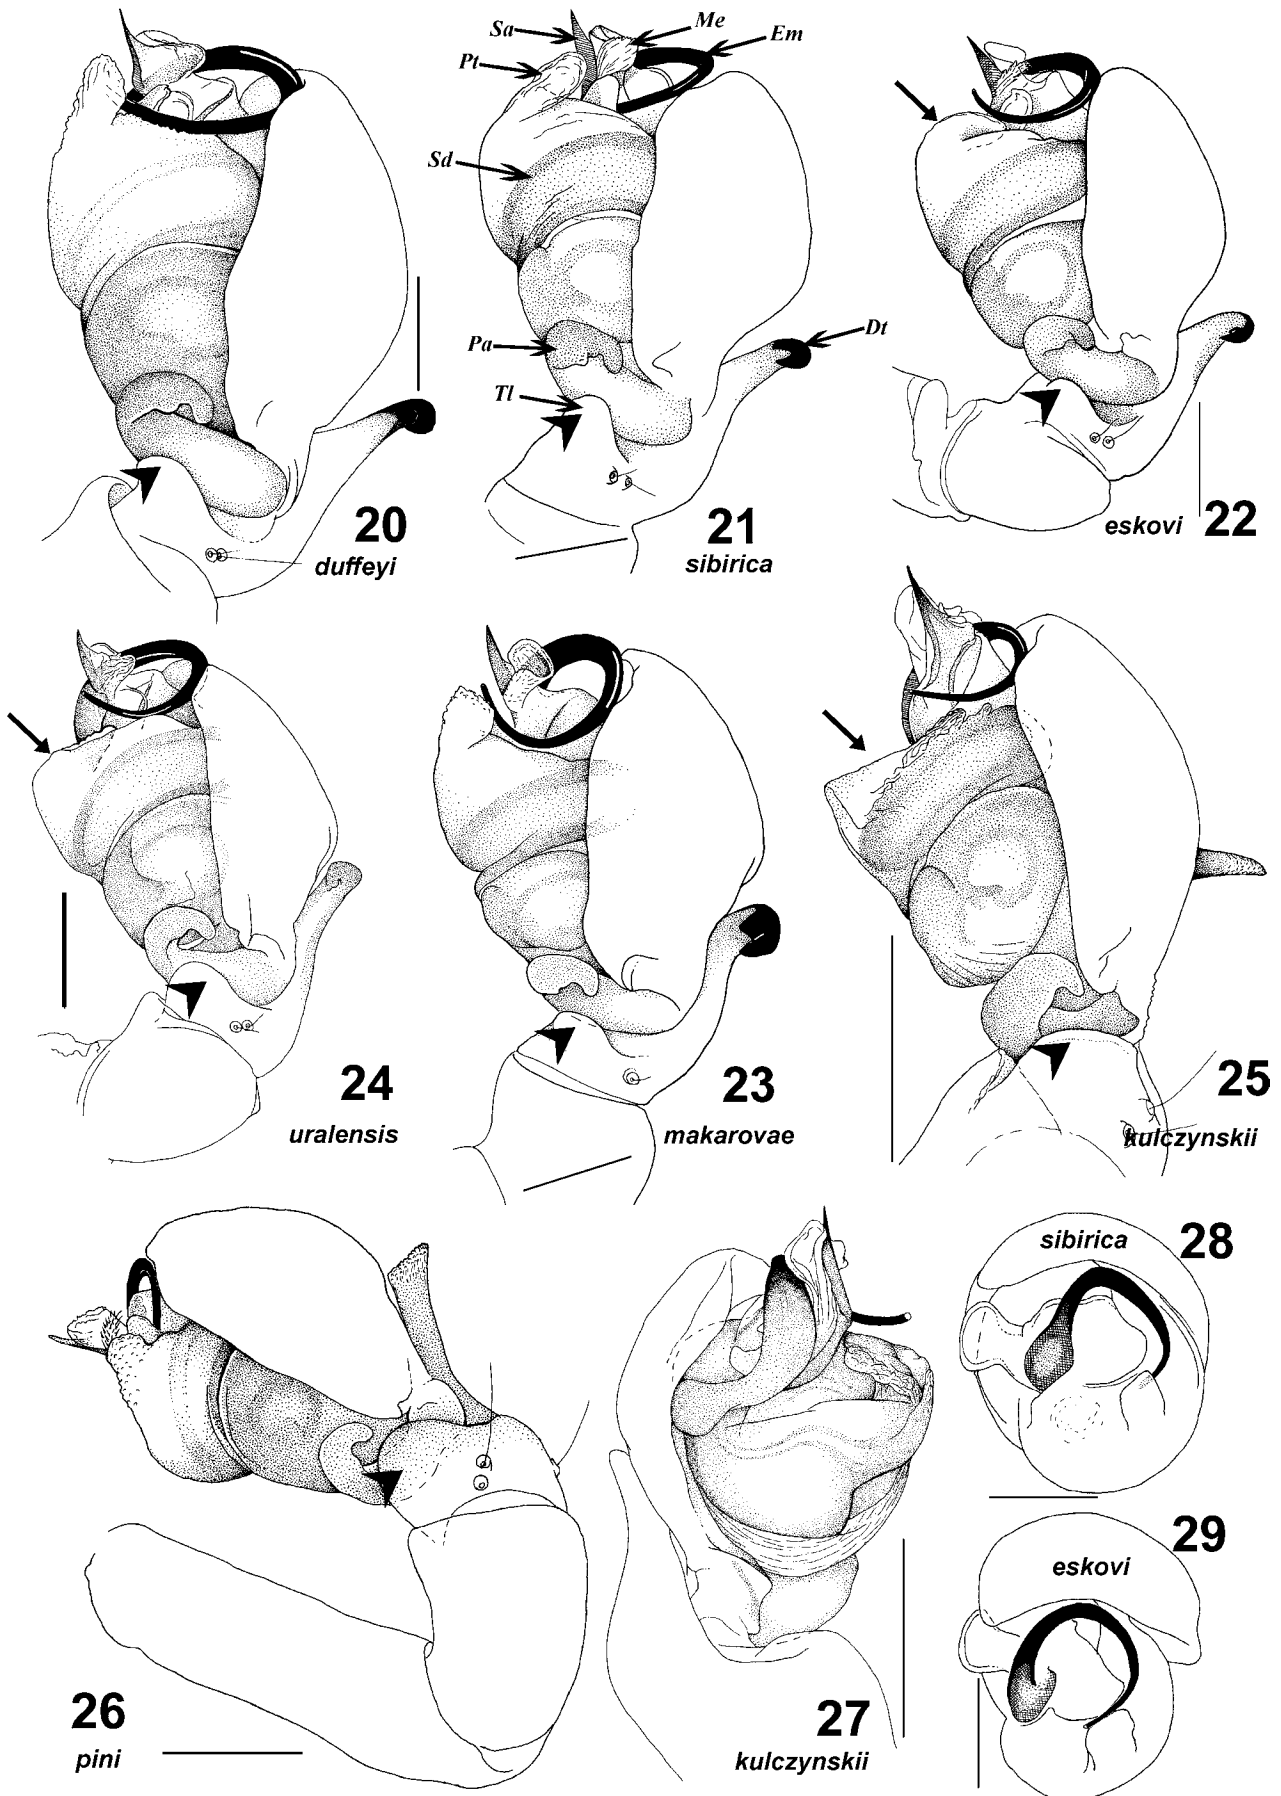 Sa
Me
Em
Pt
Sd
Pa
Dt
Tl
20
duffeyi
21
sibirica
eskovi 22
24
uralensis
23
makarovae
25
kulczynskii
26
pini
27
kulczynskii
sibirica 28
29
eskovi